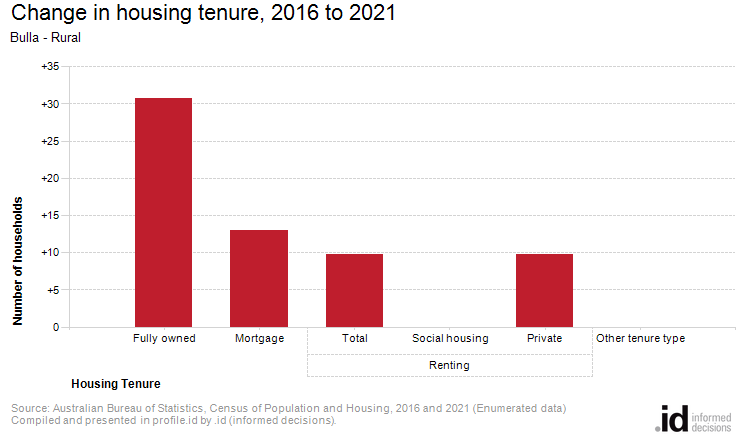 Change in housing tenure, 2016 to 2021
Bulla - Rural
+35
+30
+25
+20
+15
+10
+5
0
Number of households
Fully owned
Mortgage
Total
Social housing
Private
Other tenure type
Renting
Housing Tenure
Source: Australian Bureau of Statistics, Census of Population and Housing, 2016 and 2021 (Enumerated data)
Compiled and presented in profile.id by .id (informed decisions).
.id informed
decisions